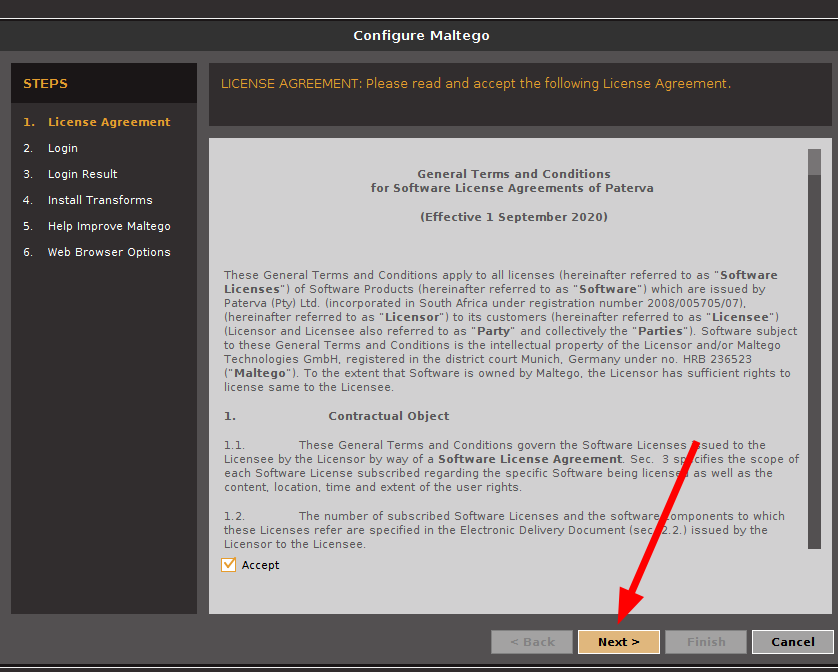 Configure Maltego
STEPS
1. License Agreement
2. Login
3. Login Result
4. Install Transforms
5. Help Improve Maltego
6. Web Browser Options
LICENSE AGREEMENT: Please read and accept the following License Agreement.
General Terms and Conditions
for Software License Agreements of Paterva
(Effective 1 September 2020)
These General Terms and Conditions apply to all licenses (hereinafter referred to as "Software
Licenses") of Software Products (hereinafter referred to as "Software") which are issued by
Paterva (Pty) Ltd. (incorporated in South Africa under registration number 2008/005705/07),
(hereinafter referred to as "Licensor") to its customers (hereinafter referred to as "Licensee")
(Licensor and Licensee also referred to as "Party" and collectively the "Parties"). Software subject
to these General Terms and Conditions is the intellectual property of the Licensor and/or Maltego
Technologies GmbH, registered in the district court Munich, Germany under no. HRB 236523
("Maltego"). To the extent that Software is owned by Maltego, the Licensor has sufficient rights to
license same to the Licensee.
1. Contractual Object
1.1. These General Terms and Conditions govern the Software Licenses issued to the
Licensee by the Licensor by way of a Software License Agreement. Sec. 3 specifies the scope of
each Software License subscribed regarding the specific Software being licensed as well as the
content, location, time and extent of the user rights.
1.2. The number of subscribed Software Licenses and the software components to which
these Licenses refer are specified in the Electronic Delivery Document (sec. 2.2.) issued by the
Licensor to the Licensee.
Accept
< Back
Next >
Finish
Cancel